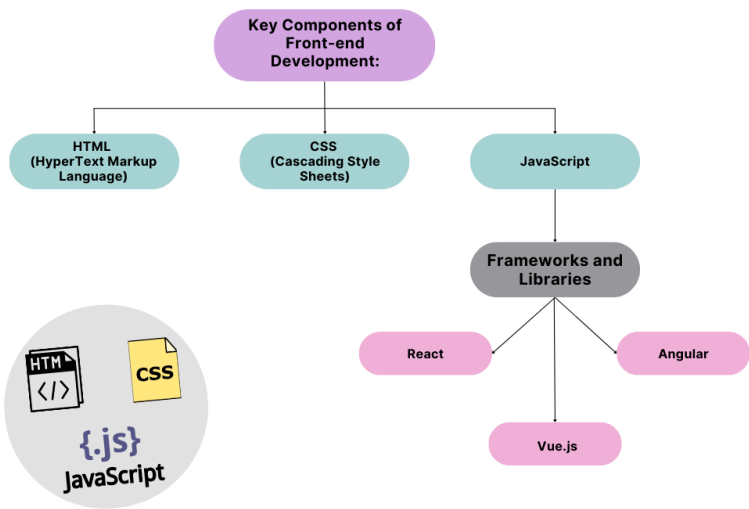 Key Components of
Front-end
Development:
HTML
(HyperText Markup
Language)
CSS
(Cascading Style
Sheets)
JavaScript
Frameworks and
Libraries
React
Angular
Vue.js
HTM
</>
CSS
{.js}
JavaScript